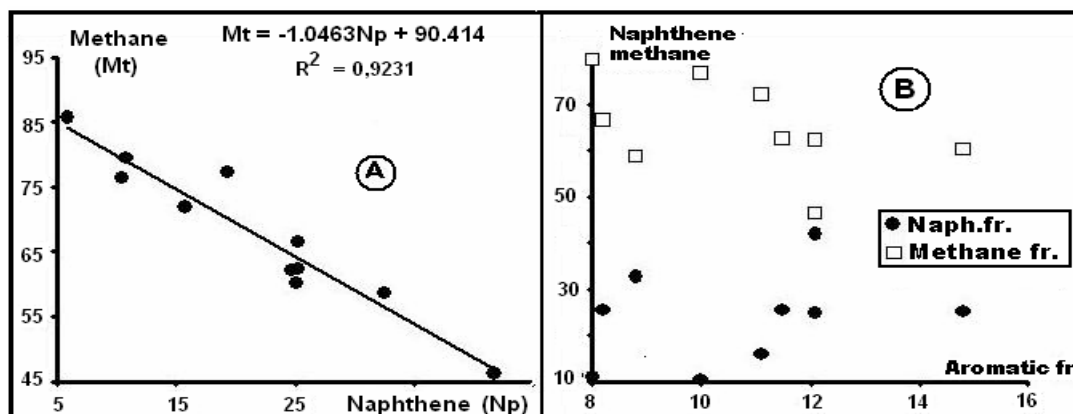 Methane
(Mt)
Mt = -1.0463Np + 90.414
R² = 0,9231
95
85
75
65
55
45
A
5
15
25
Naphthene (Np)
Naphthene
methane
B
70
50
30
10
Naph.fr.
Methane fr.
Aromatic fr
8
10
12
14
16